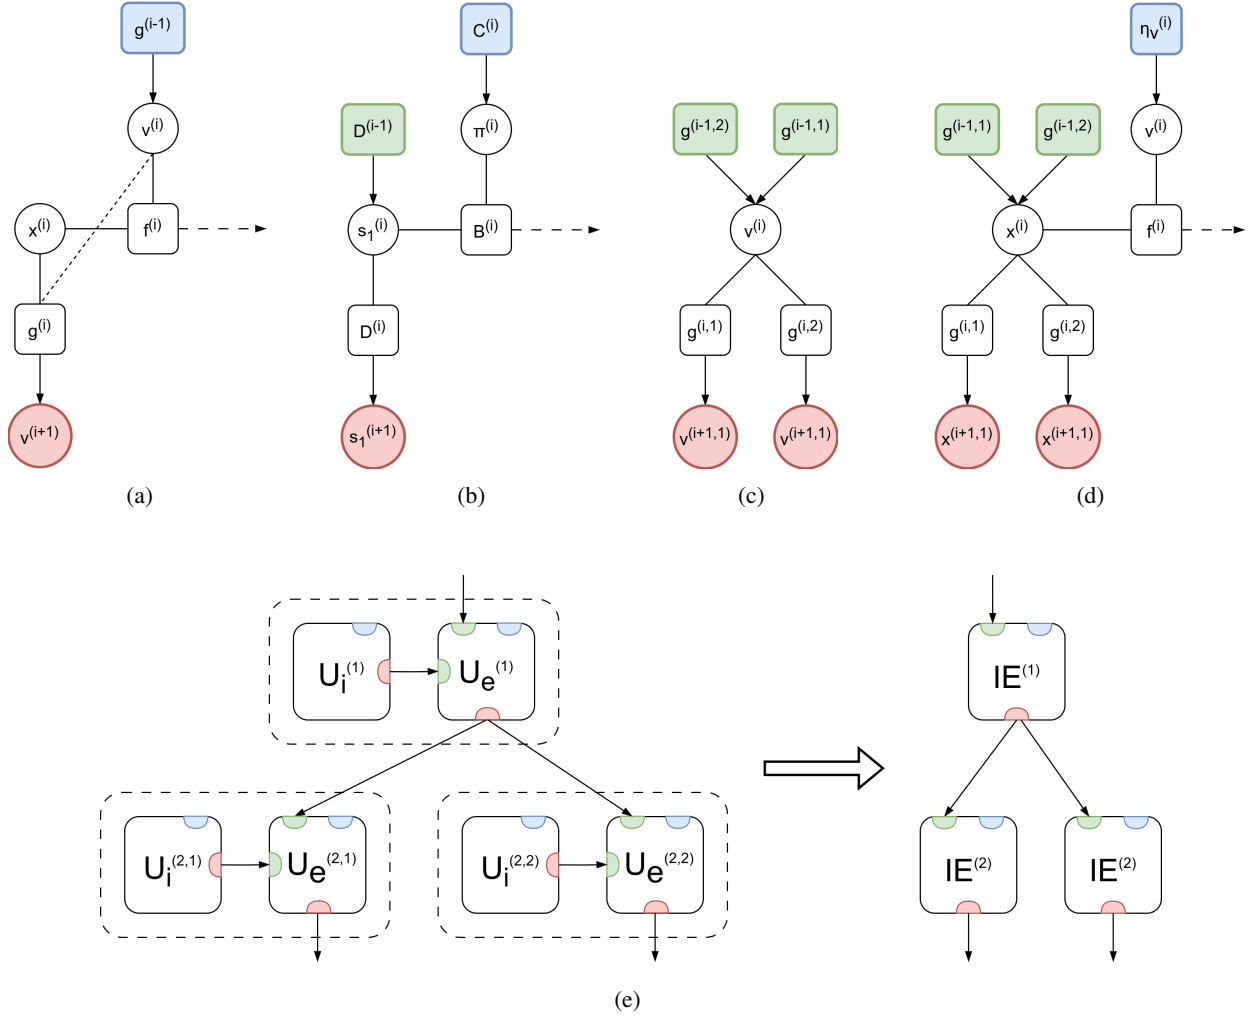 g(i-1)
v(i)
x(i)
f(i)
g(i)
v(i+1)
(a)
C(i)
D(i-1)
π(i)
s1(i)
B(i)
D(i)
s1(i+1)
(b)
g(i-1,2)
g(i-1,1)
v(i)
g(i,1)
g(i,2)
v(i+1,1)
v(i+1,1)
(c)
ηv(i)
g(i-1,1)
g(i-1,2)
v(i)
x(i)
f(i)
g(i,1)
g(i,2)
x(i+1,1)
x(i+1,1)
(d)
Ui(1)
Ue(1)
Ui(2,1)
Ue(2,1)
Ui(2,2)
Ue(2,2)
IE(1)
IE(2)
IE(2)
(e)